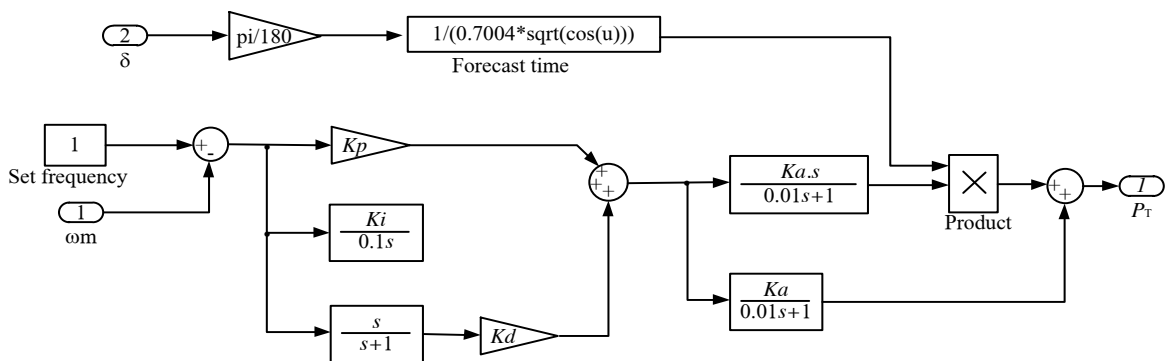 2
δ
pi/180
1/(0.7004*sqrt(cos(u)))
Forecast time
1
Set frequency
+
-
1
ωm
Kp
Ki
0.1s
s
s+1
Kd
+
+
+
Ka.s
0.01s+1
Ka
0.01s+1
×
Product
+
+
1
PT